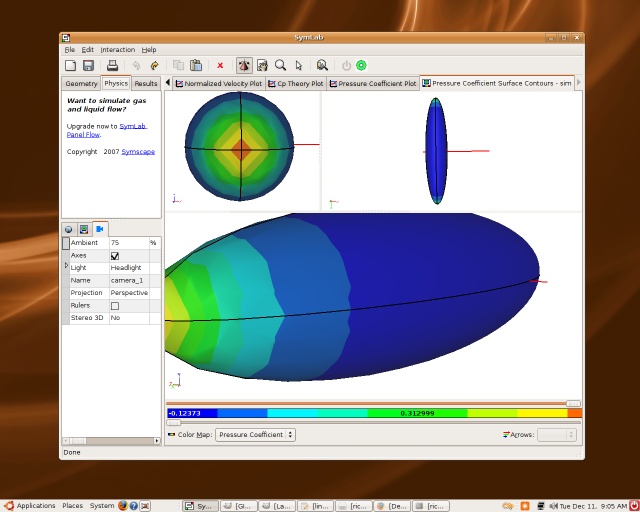 SymLab
File Edit Interaction Help
Geometry Physics Results
Normalized Velocity Plot Cp Theory Plot Pressure Coefficient Plot Pressure Coefficient Surface Contours - sim
Want to simulate gas
and liquid flow?
Upgrade now to SymLab
Panel Flow.
Copyright 2007 Symscape
Ambient 75 %
Axes
Light Headlight
Name camera_1
Projection Perspective
Rulers
Stereo 3D No
-0.12373 0.312999
Color Map: Pressure Coefficient Arrows:
Done
Applications Places System Sy... [GI... [La... [lin... [ric... [De... [ric... Tue Dec 11, 9:05 AM